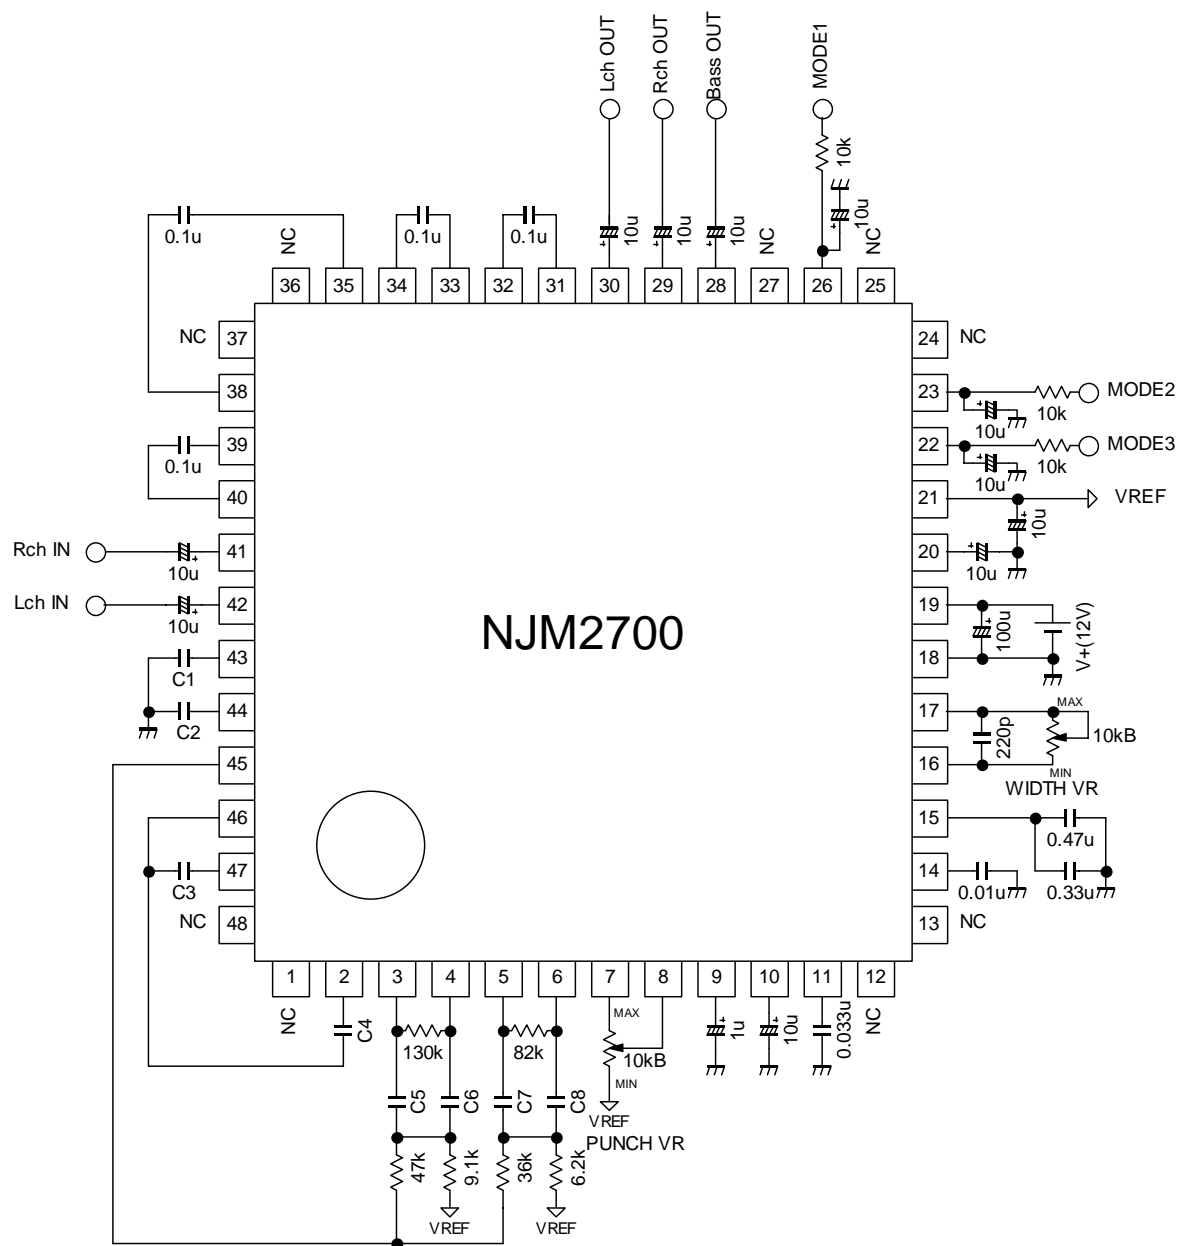 Lch OUT
Rch OUT
Bass OUT
MODE1
10k
10u
10u
10u
10u
0.1u
0.1u
0.1u
NC
NC
NC
36
35
34
33
32
31
30
29
28
27
26
25
NC
37
24
NC
38
23
MODE2
10k
10u
39
0.1u
22
MODE3
10k
10u
40
21
VREF
10u
Rch IN
10u
41
20
10u
Lch IN
10u
42
19
100u
V+(12V)
NJM2700
43
C1
18
44
C2
17
MAX
220p
10kB
45
16
MIN
WIDTH VR
46
15
0.47u
47
C3
14
0.01u
0.33u
NC
48
13
NC
1
2
3
4
5
6
7
8
9
10
11
12
NC
C4
130k
82k
MAX
10kB
MIN
1u
10u
0.033u
NC
C5
C6
C7
C8
VREF
PUNCH VR
47k
9.1k
36k
6.2k
VREF
VREF